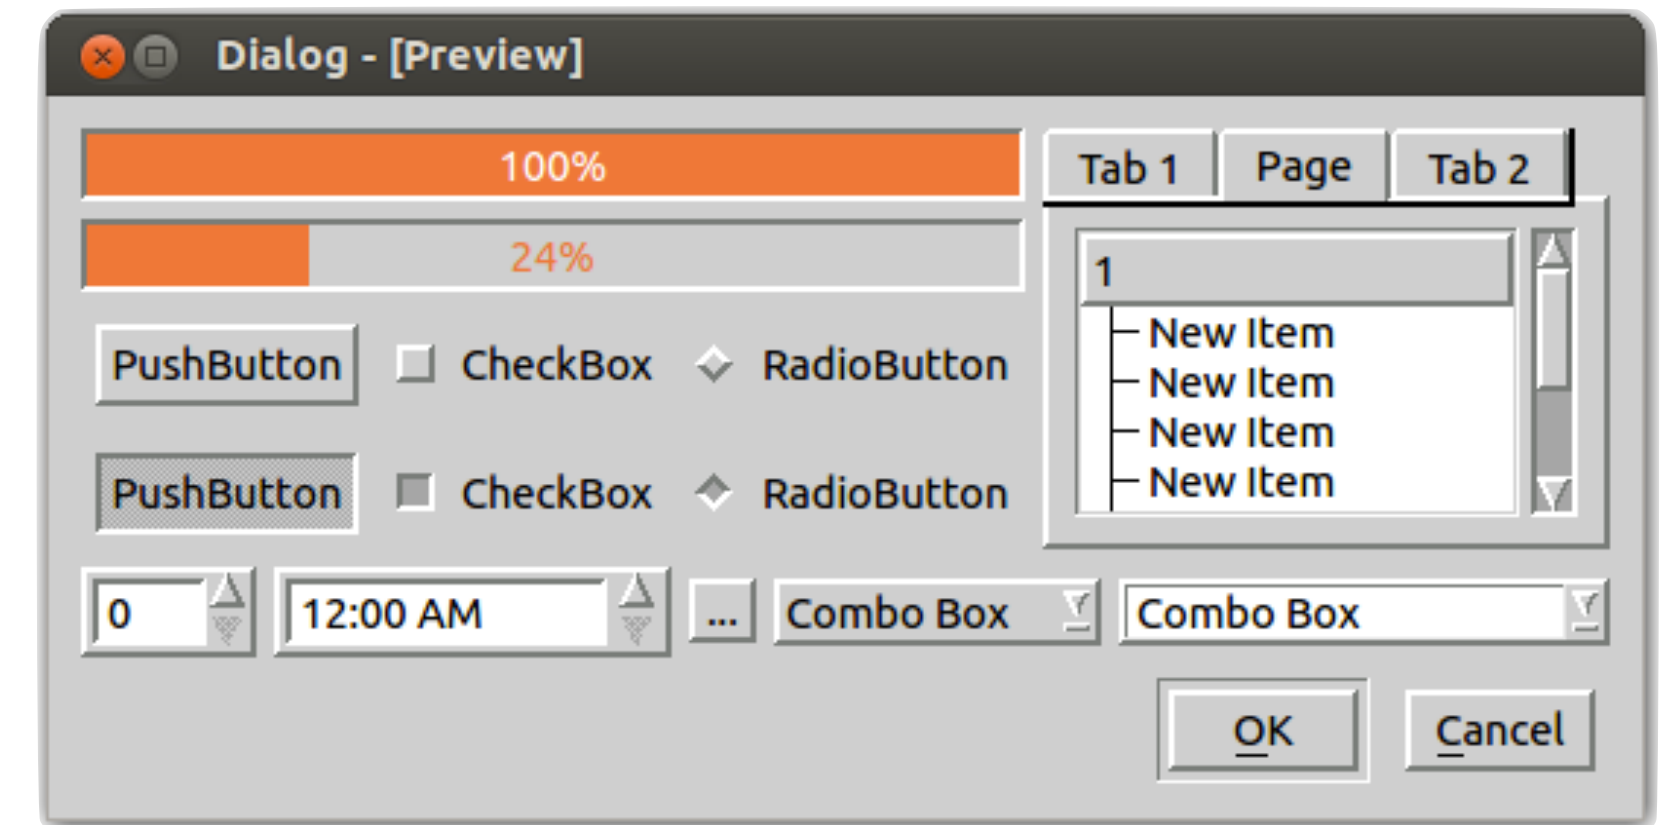 Dialog - [Preview]
100%
24%
Tab 1 Page Tab 2
1
New Item
New Item
New Item
New Item
PushButton CheckBox RadioButton
PushButton CheckBox RadioButton
0 12:00 AM ... Combo Box Combo Box
OK Cancel